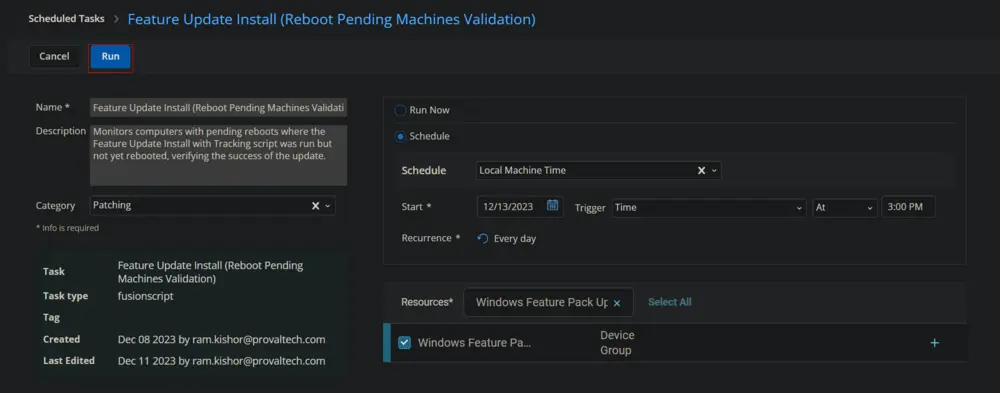 Scheduled Tasks > Feature Update Install (Reboot Pending Machines Validation)
Cancel Run
Name * Feature Update Install (Reboot Pending Machines Validati
Description Monitors computers with pending reboots where the
Feature Update Install with Tracking script was run but
not yet rebooted, verifying the success of the update.
Category Patching
* Info is required
Task Feature Update Install (Reboot Pending
Machines Validation)
Task type fusionscript
Tag
Created Dec 08 2023 by ram.kishor@provaltech.com
Last Edited Dec 11 2023 by ram.kishor@provaltech.com
Run Now
Schedule
Schedule Local Machine Time
Start * 12/13/2023 Trigger Time At 3:00 PM
Recurrence * Every day
Resources* Windows Feature Pack Up × Select All
Windows Feature Pa... Device
Group +